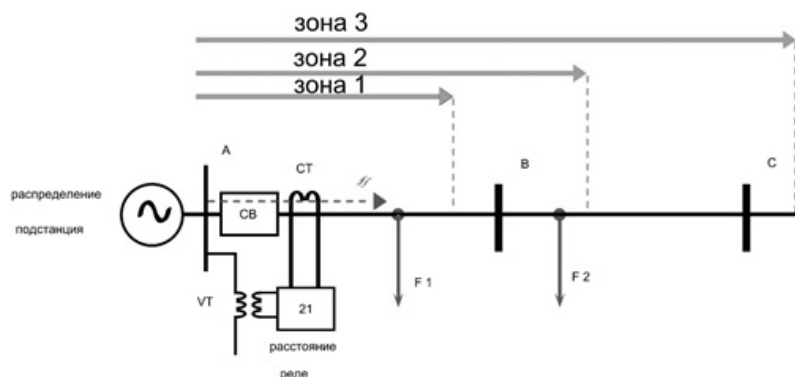 зона 3
зона 2
зона 1
A
B
C
CT
распределение
подстанция
CB
F 1
F 2
VT
21
расстояние
реле